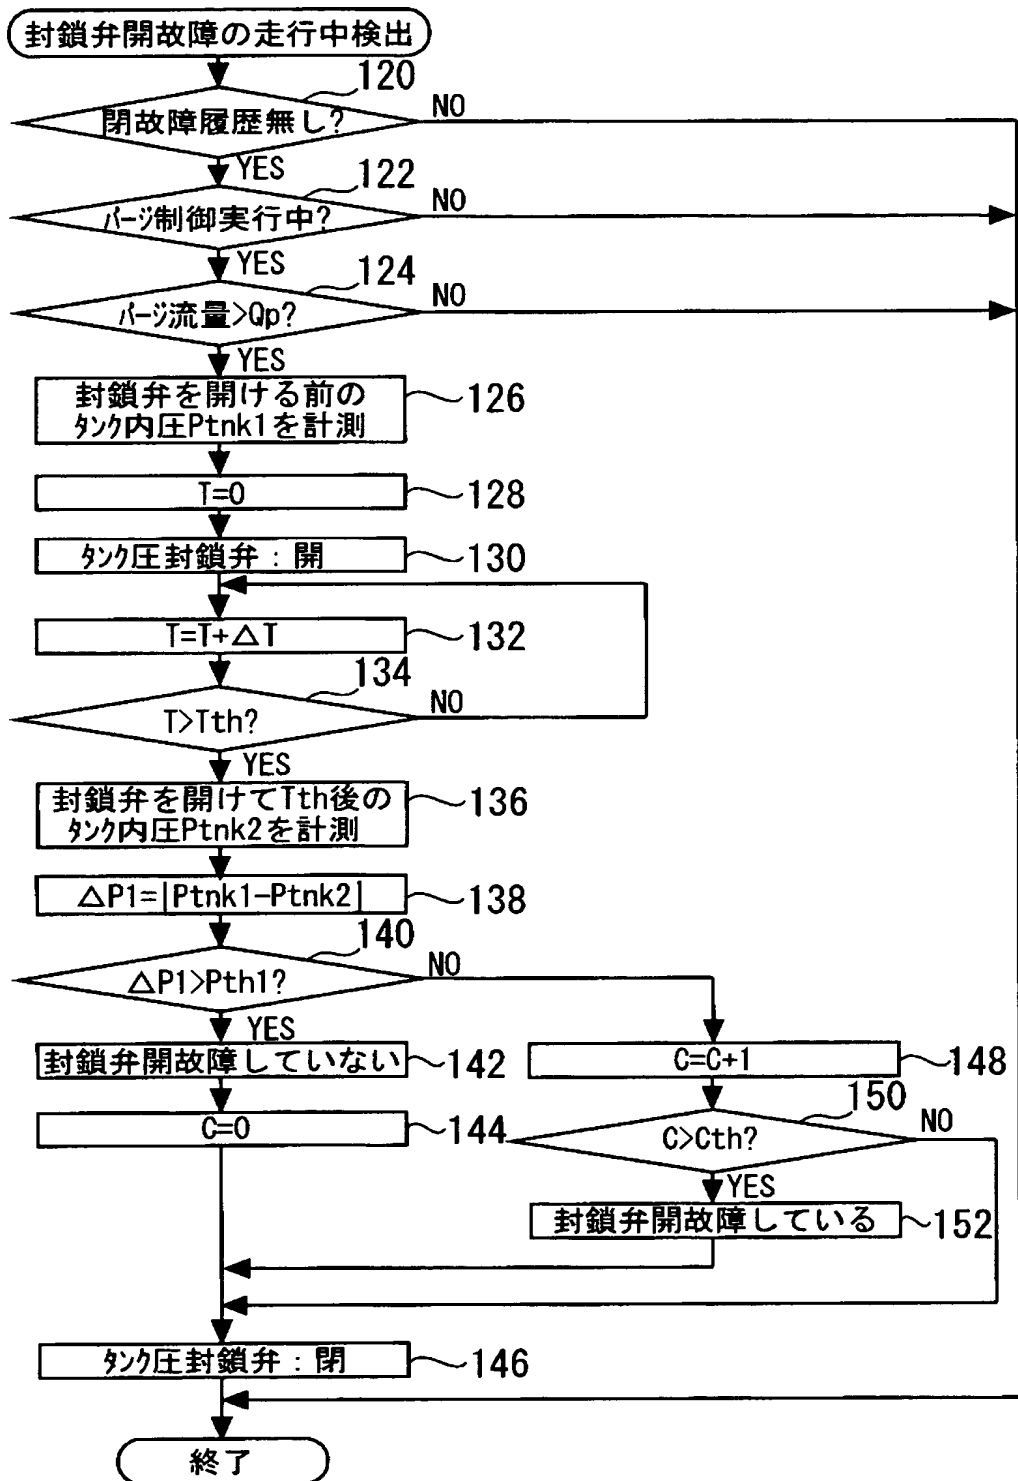 封鎖弁開故障の走行中検出
120
閉故障履歴無し?
NO
YES
122
パージ制御実行中?
NO
YES
124
パージ流量>Qp?
NO
YES
封鎖弁を開ける前の
タンク内圧Ptnk1を計測
126
T=0
128
タンク圧封鎖弁:開
130
T=T+△T
132
134
T>Tth?
NO
YES
封鎖弁を開けてTth後の
タンク内圧Ptnk2を計測
136
△P1=|Ptnk1-Ptnk2|
138
140
△P1>Pth1?
NO
YES
封鎖弁開故障していない
142
C=C+1
148
C=0
144
150
C>Cth?
NO
YES
封鎖弁開故障している
152
タンク圧封鎖弁:閉
146
終了